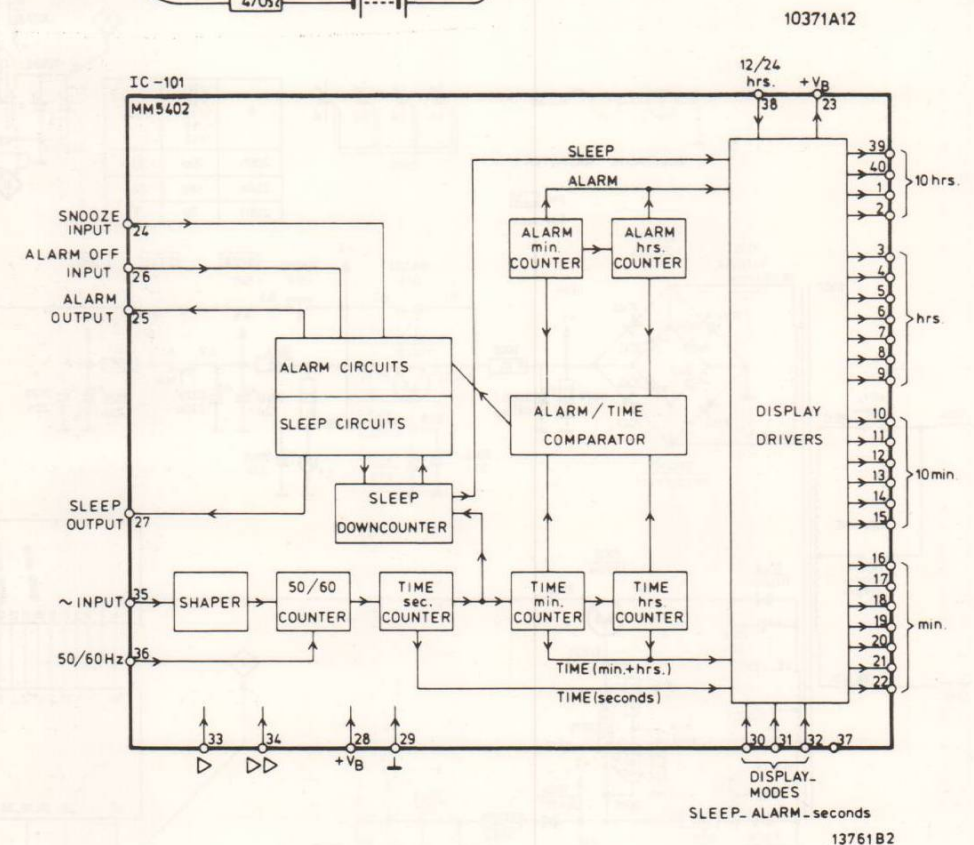 470Ω
10371A12
IC-101
MM5402
12/24
hrs.
38
+VB
23
SLEEP
ALARM
SNOOZE
INPUT
24
ALARM OFF
INPUT
26
ALARM
OUTPUT
25
ALARM
min.
COUNTER
ALARM
hrs.
COUNTER
39
40
1
2
10 hrs.
3
4
5
6
7
8
9
hrs.
ALARM CIRCUITS
SLEEP CIRCUITS
ALARM / TIME
COMPARATOR
DISPLAY
DRIVERS
10
11
12
13
14
15
10 min.
SLEEP
DOWNCOUNTER
SLEEP
OUTPUT
27
~ INPUT
35
SHAPER
50/60
COUNTER
TIME
sec.
COUNTER
TIME
min.
COUNTER
TIME
hrs.
COUNTER
16
17
18
19
20
21
22
min.
50/60Hz
36
TIME (min.+hrs.)
TIME (seconds)
33
34
28
+VB
29
30
31
32
37
DISPLAY_
MODES
SLEEP_ ALARM_ seconds
13761B2